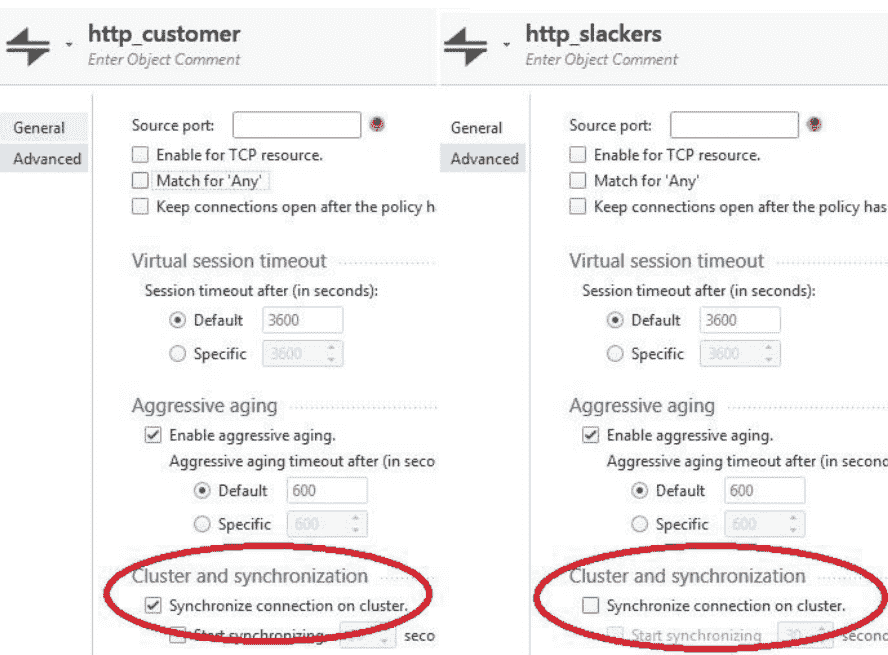 http_customer
Enter Object Comment
General
Advanced
Source port:
Enable for TCP resource.
Match for 'Any'
Keep connections open after the policy h
Virtual session timeout
Session timeout after (in seconds):
Default 3600
Specific 3600
Aggressive aging
Enable aggressive aging.
Aggressive aging timeout after (in seco
Default 600
Specific 600
Cluster and synchronization
Synchronize connection on cluster.
Start synchronizing seco
http_slackers
Enter Object Comment
General
Advanced
Source port:
Enable for TCP resource.
Match for 'Any'
Keep connections open after the policy has
Virtual session timeout
Session timeout after (in seconds):
Default 3600
Specific 3600
Aggressive aging
Enable aggressive aging.
Aggressive aging timeout after (in second
Default 600
Specific 600
Cluster and synchronization
Synchronize connection on cluster.
Start synchronizing 30 second